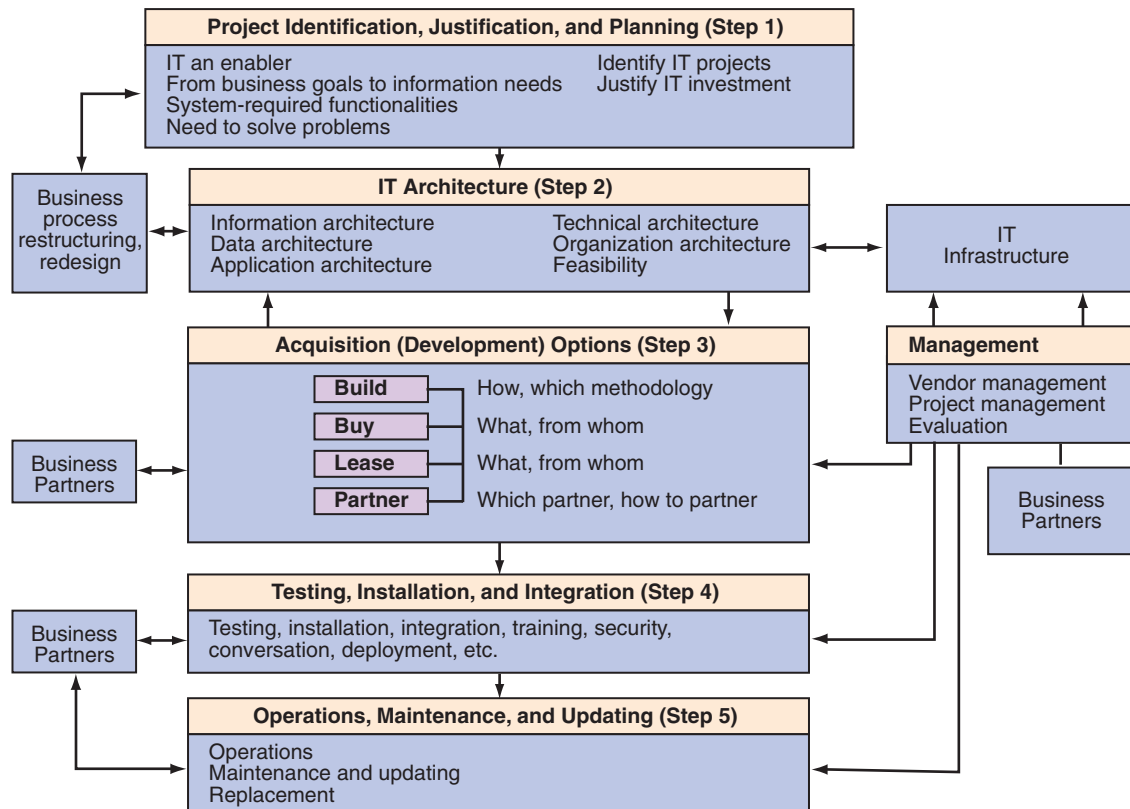 Project Identification, Justification, and Planning (Step 1)
IT an enabler
From business goals to information needs
System-required functionalities
Need to solve problems
Identify IT projects
Justify IT investment
Business
process
restructuring,
redesign
IT Architecture (Step 2)
Information architecture
Data architecture
Application architecture
Technical architecture
Organization architecture
Feasibility
IT
Infrastructure
Acquisition (Development) Options (Step 3)
Build
How, which methodology
Buy
What, from whom
Lease
What, from whom
Partner
Which partner, how to partner
Management
Vendor management
Project management
Evaluation
Business
Partners
Business
Partners
Testing, Installation, and Integration (Step 4)
Testing, installation, integration, training, security,
conversation, deployment, etc.
Business
Partners
Operations, Maintenance, and Updating (Step 5)
Operations
Maintenance and updating
Replacement